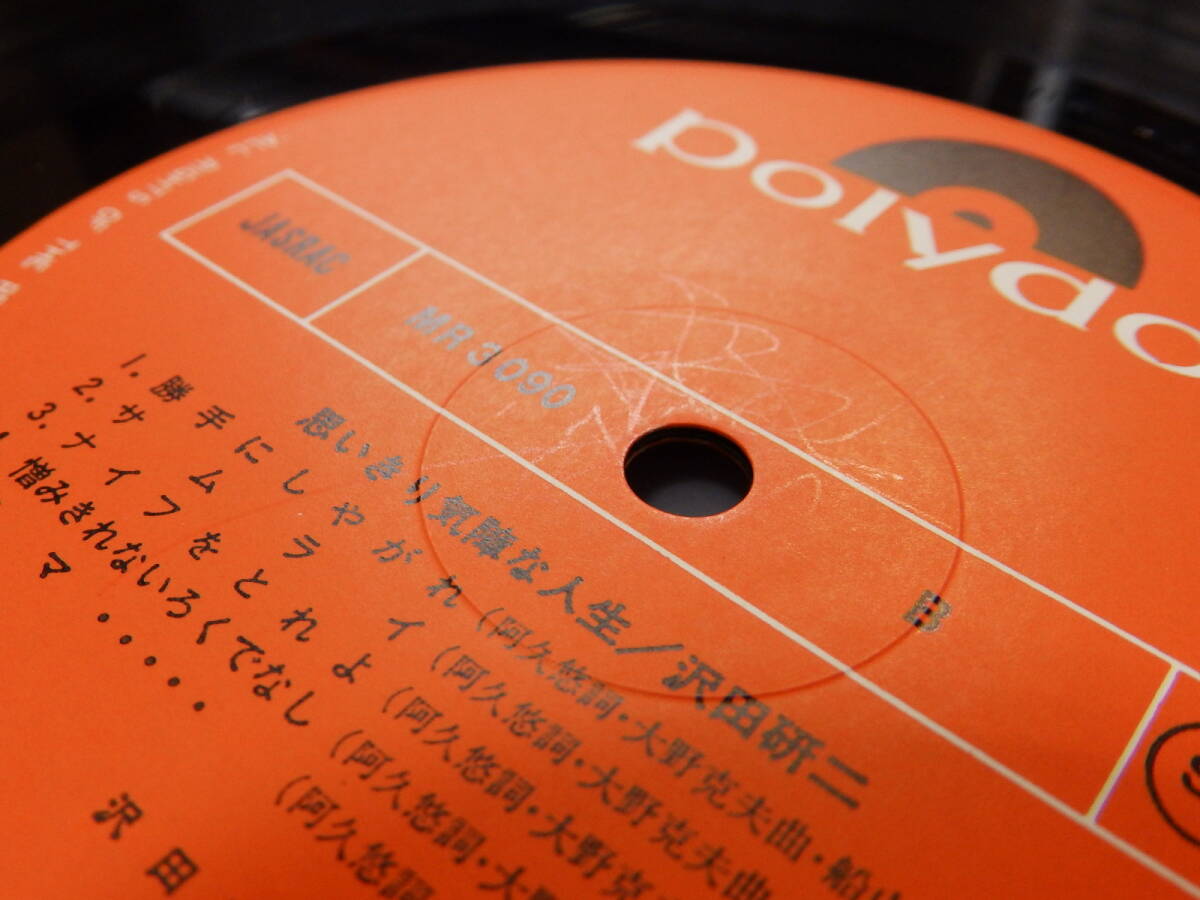 polydo
ALL RIGHTS OF THE
JASRAC
MR 3090
B
思いきり気障な人生/沢田研二
1. 勝手にしやがれ (阿久悠詞・大野克夫曲・船山
2. サムライ (阿久悠詞・大野克夫曲
3. ナイフをとれよ (阿久悠詞・大野克
憎みきれないろくでなし (阿久悠詞・大野
マ・・・・・ (阿久悠詞・大
沢田